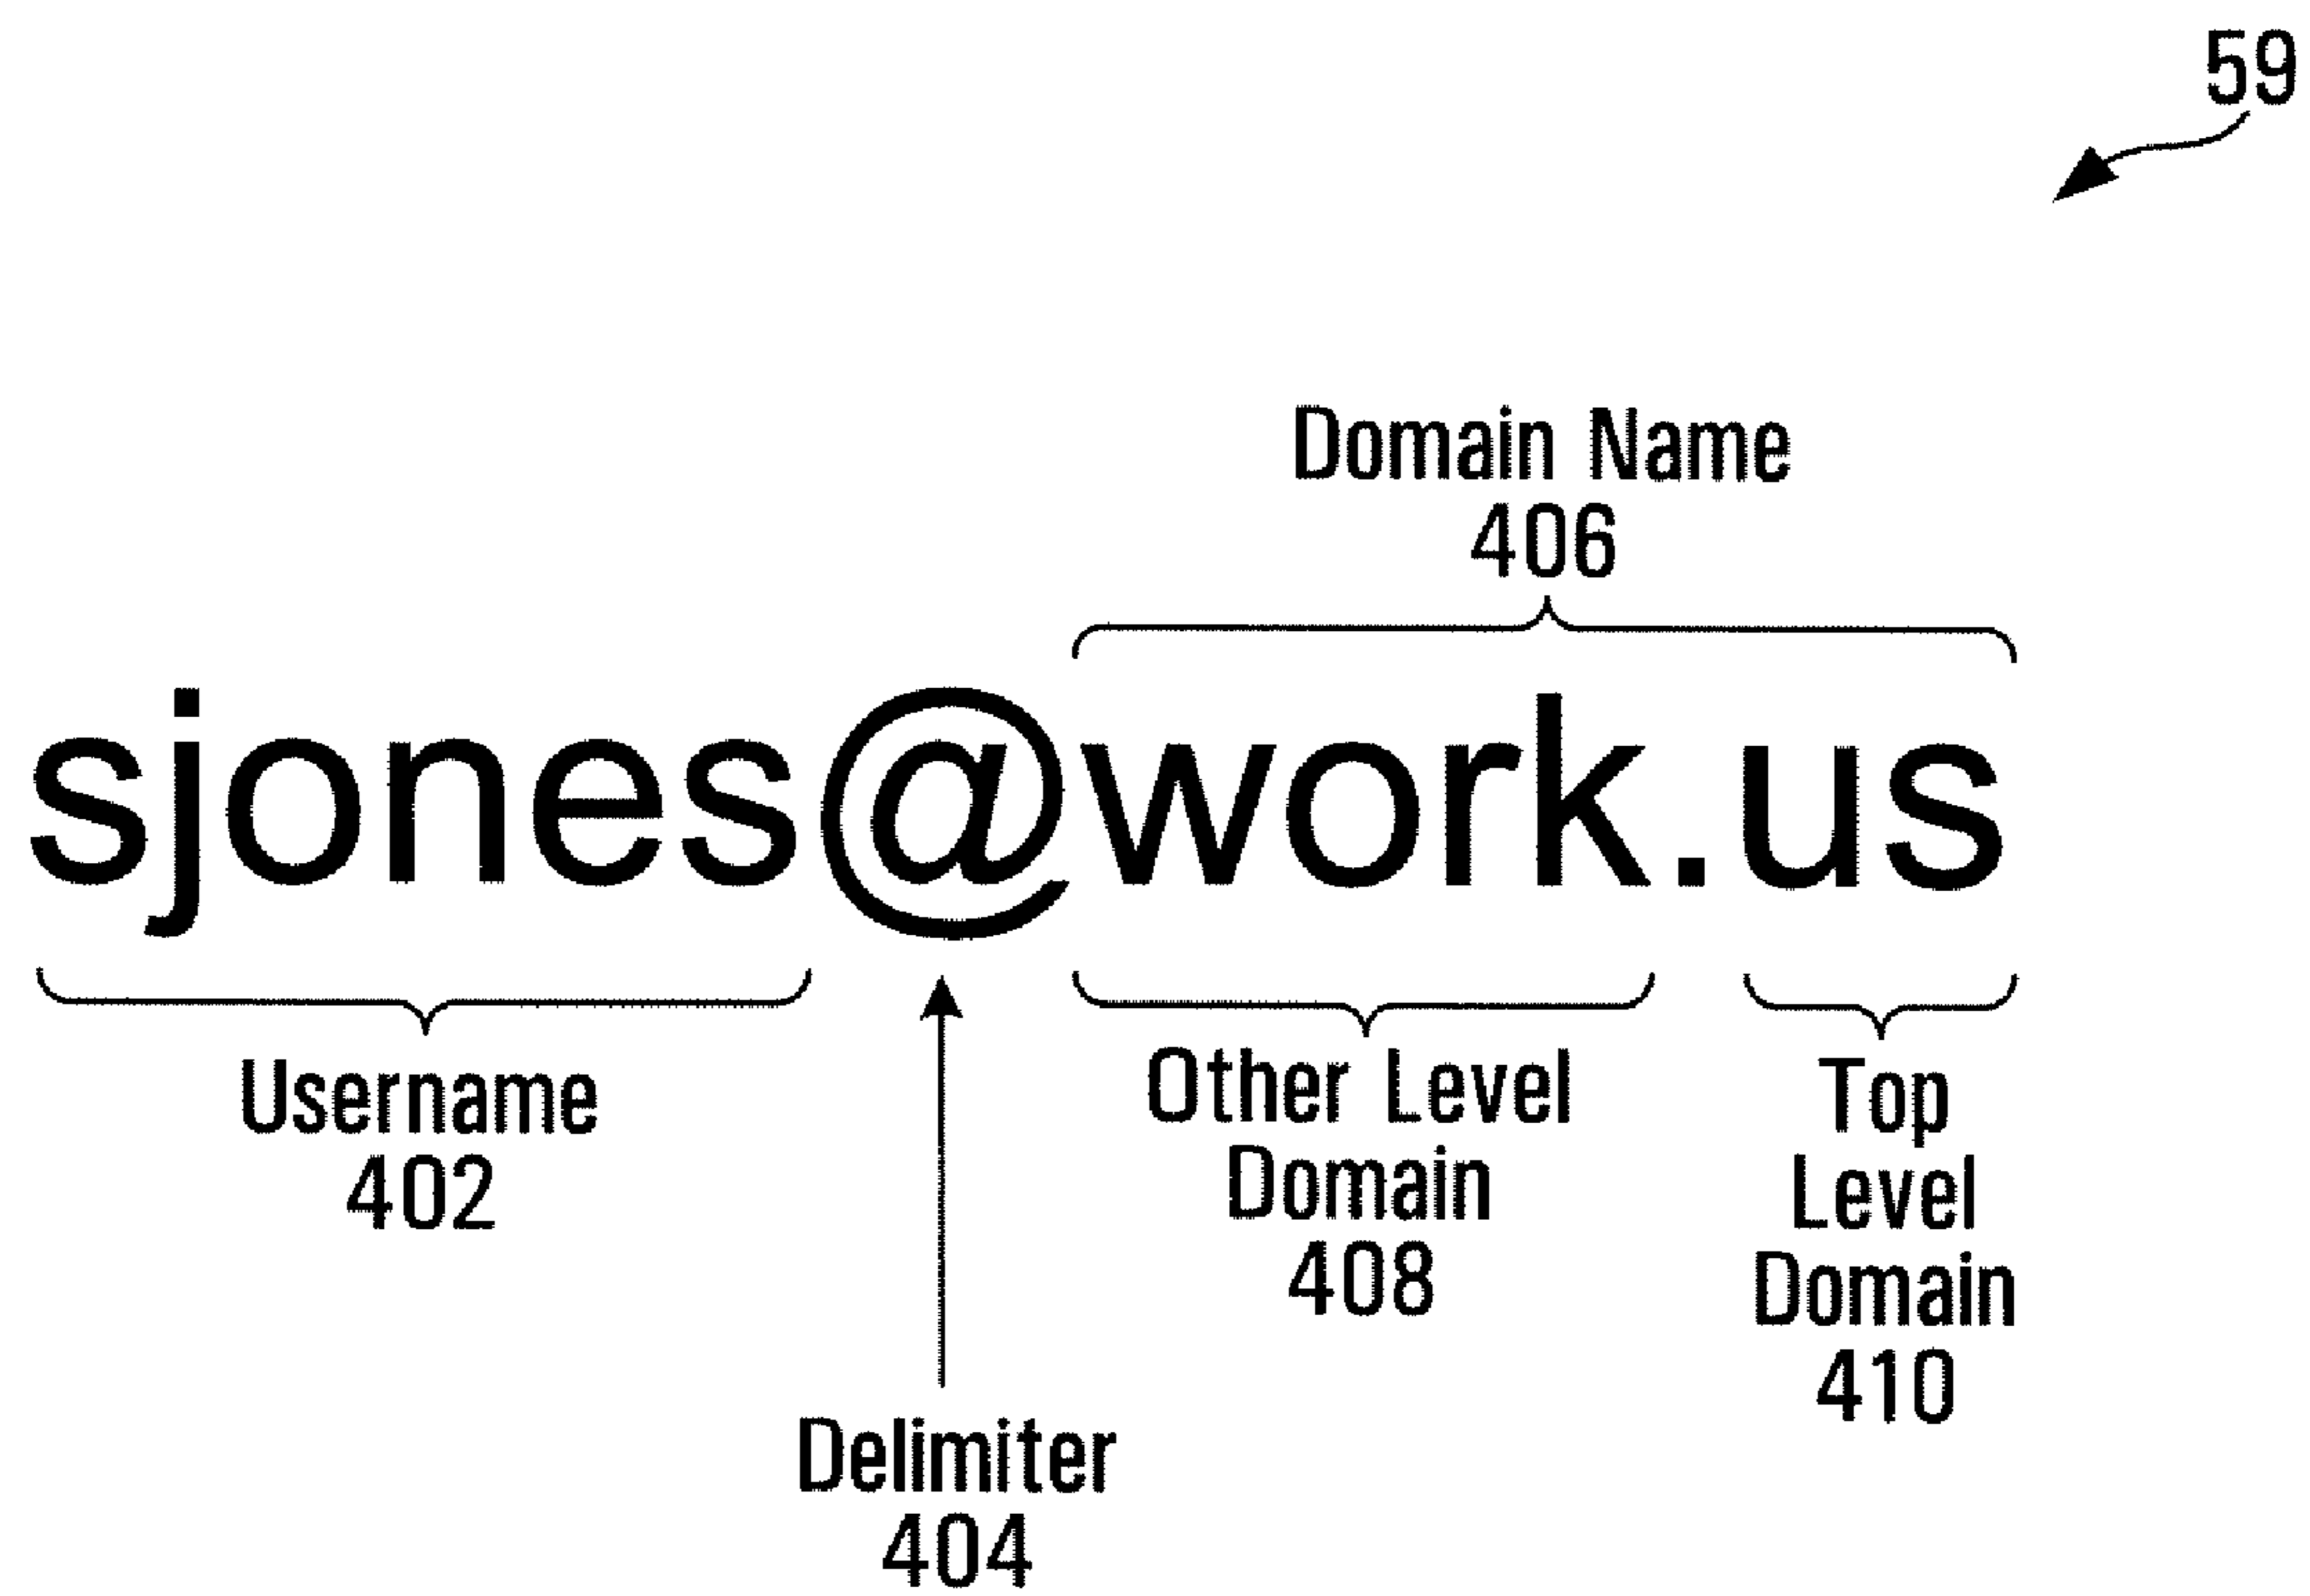 59
Domain Name
406
sjones@work.us
Username
402
Other Level
Domain
408
Top
Level
Domain
410
Delimiter
404